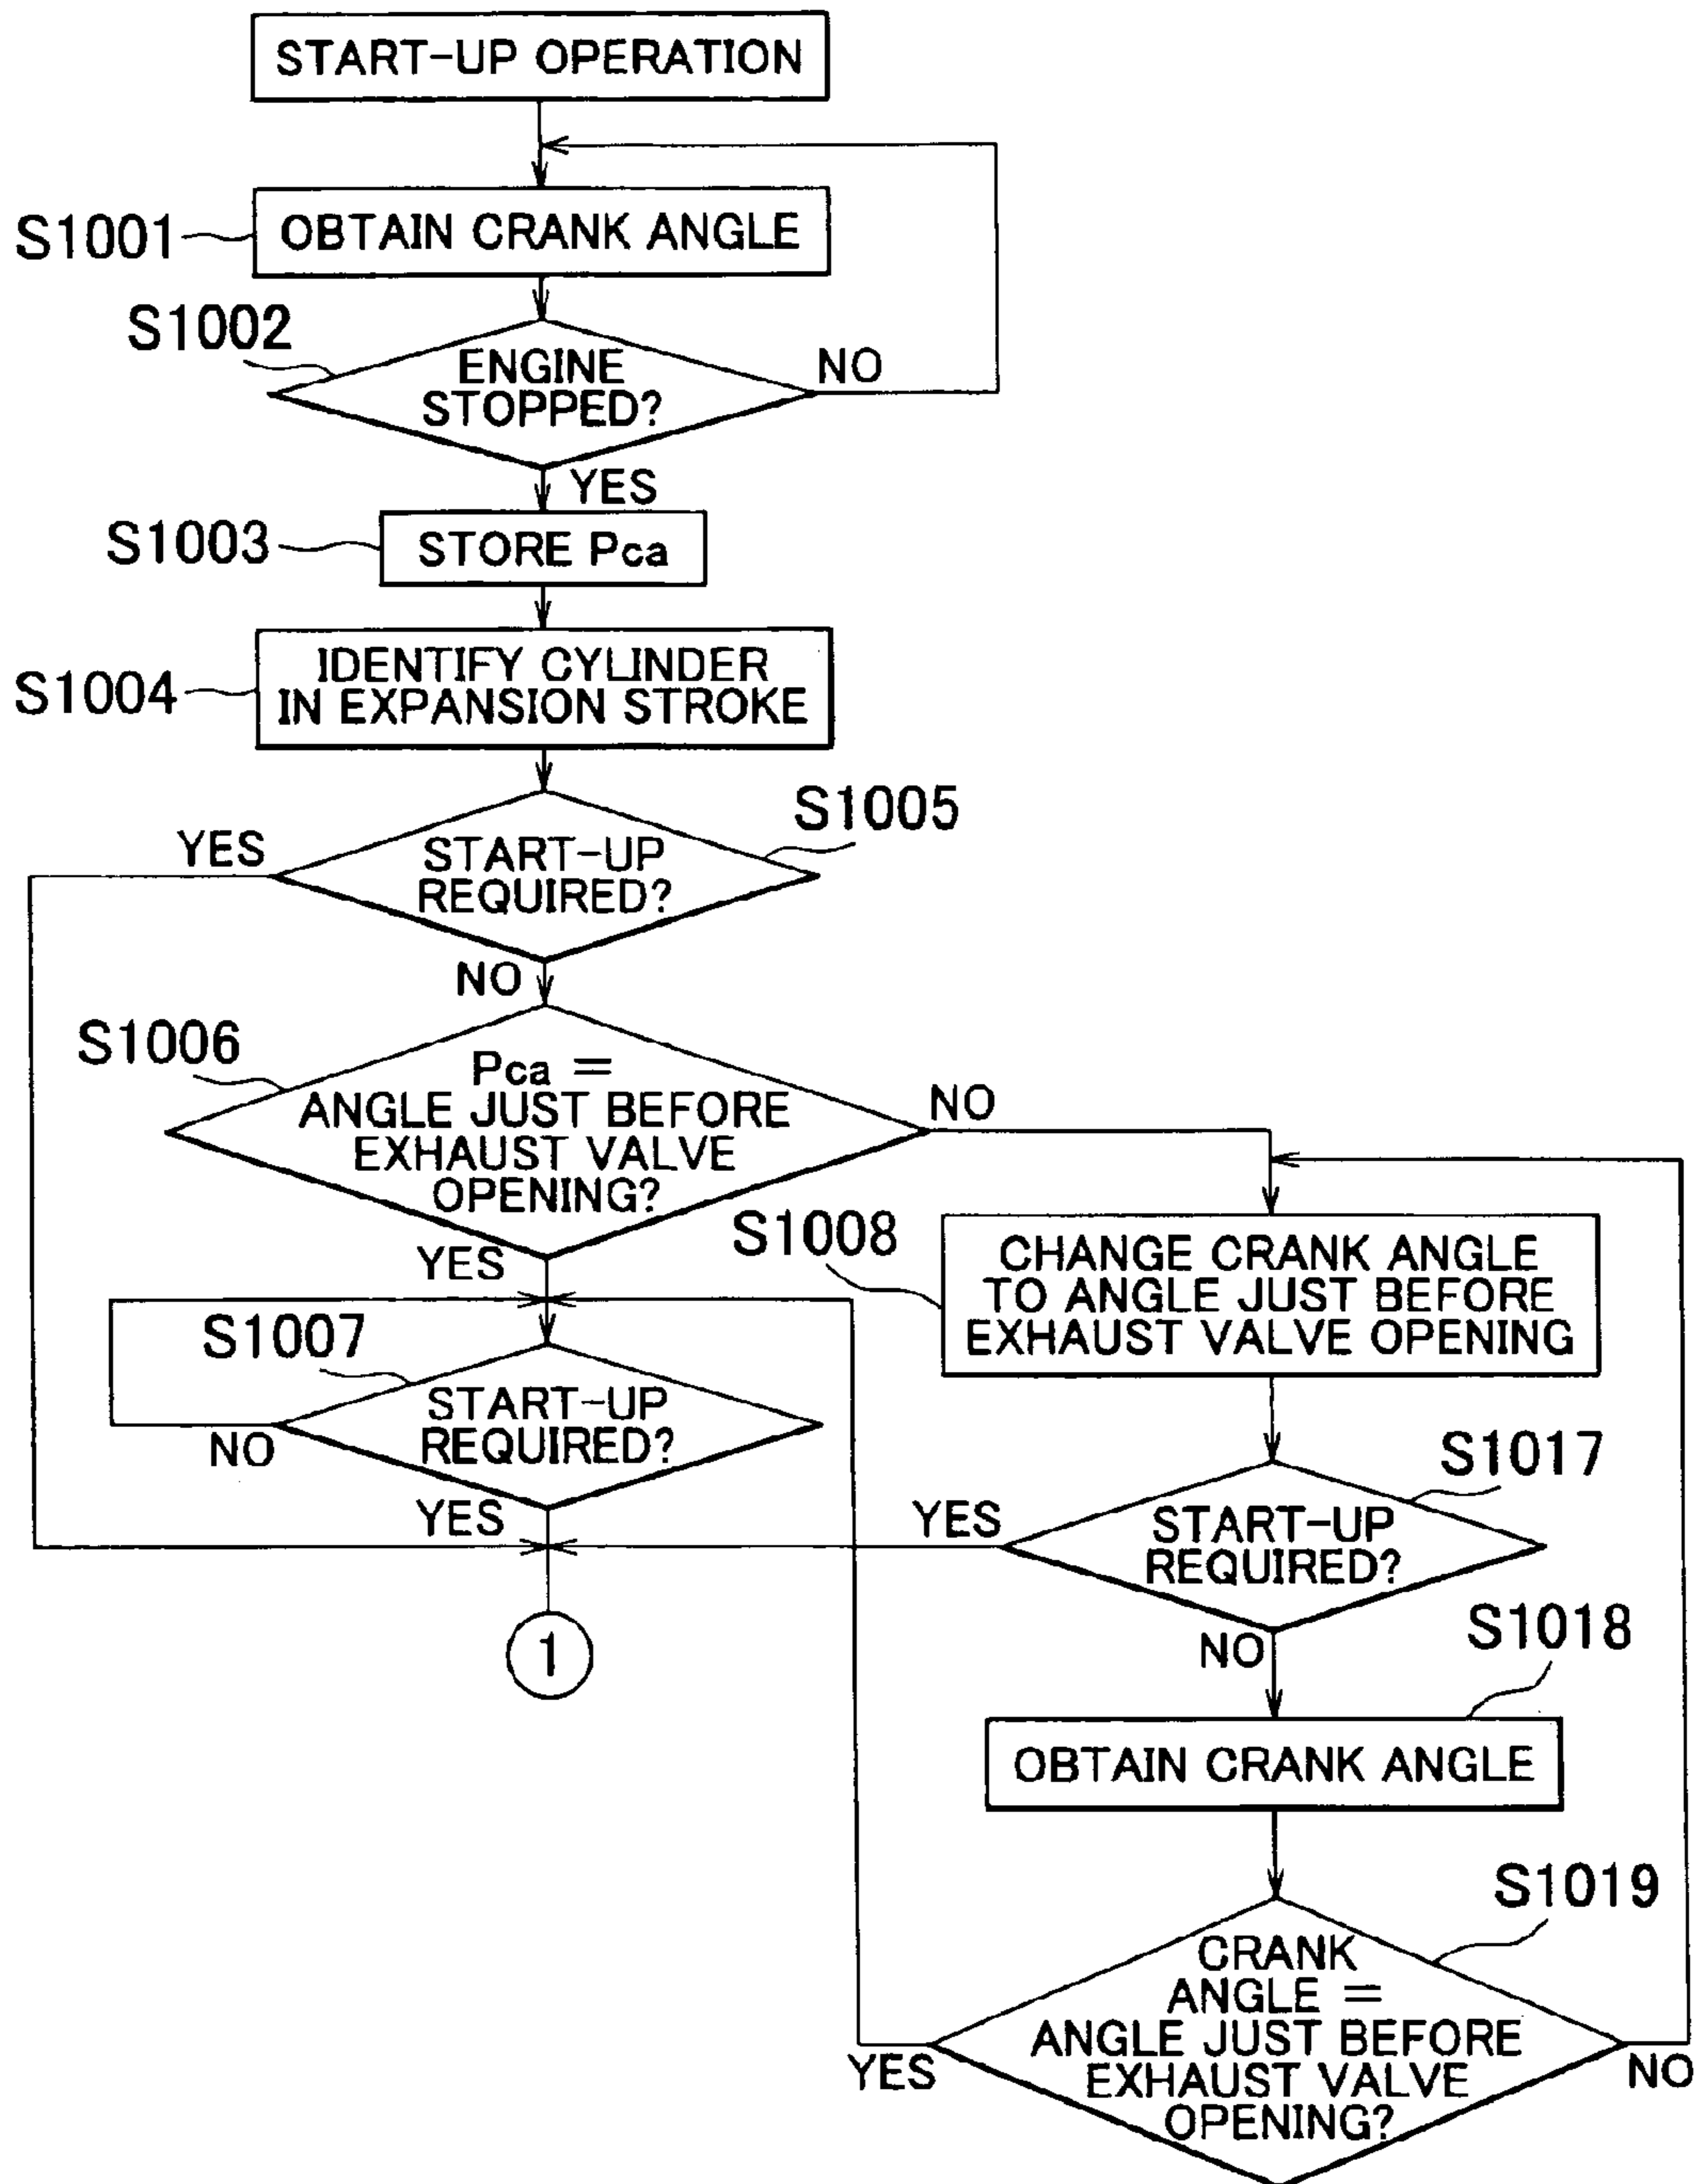 START-UP OPERATION
S1001
OBTAIN CRANK ANGLE
S1002
ENGINE
STOPPED?
NO
YES
S1003
STORE Pca
S1004
IDENTIFY CYLINDER
IN EXPANSION STROKE
S1005
YES
START-UP
REQUIRED?
NO
S1006
Pca =
ANGLE JUST BEFORE
EXHAUST VALVE
OPENING?
NO
YES
S1008
CHANGE CRANK ANGLE
TO ANGLE JUST BEFORE
EXHAUST VALVE OPENING
S1007
START-UP
REQUIRED?
NO
YES
S1017
YES
START-UP
REQUIRED?
NO
1
S1018
OBTAIN CRANK ANGLE
S1019
CRANK
ANGLE =
ANGLE JUST BEFORE
EXHAUST VALVE
OPENING?
YES
NO